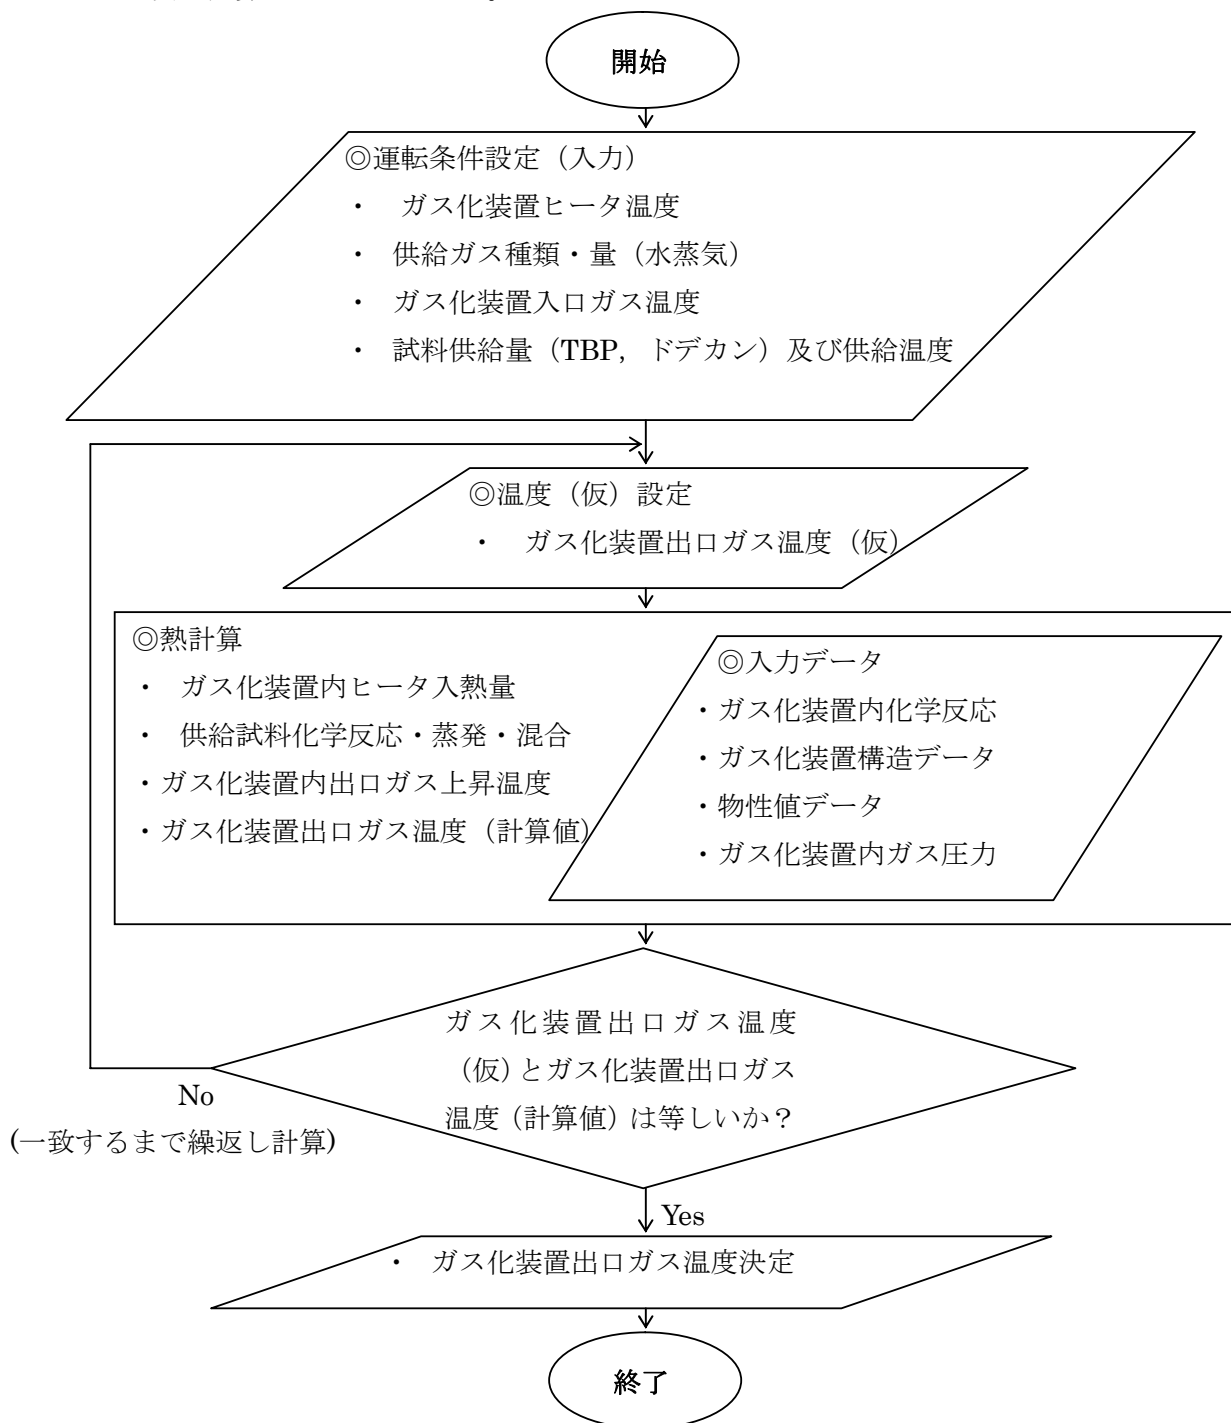 開始
◎運転条件設定（入力）
・ ガス化装置ヒータ温度
・ 供給ガス種類・量（水蒸気）
・ ガス化装置入口ガス温度
・ 試料供給量（TBP，ドデカン）及び供給温度
◎温度（仮）設定
・ ガス化装置出口ガス温度（仮）
◎熱計算
・ ガス化装置内ヒータ入熱量
・ 供給試料化学反応・蒸発・混合
・ガス化装置内出口ガス上昇温度
・ガス化装置出口ガス温度（計算値）
◎入力データ
・ガス化装置内化学反応
・ガス化装置構造データ
・物性値データ
・ガス化装置内ガス圧力
ガス化装置出口ガス温度
（仮）とガス化装置出口ガス
温度（計算値）は等しいか？
No
(一致するまで繰返し計算)
Yes
・ ガス化装置出口ガス温度決定
終了